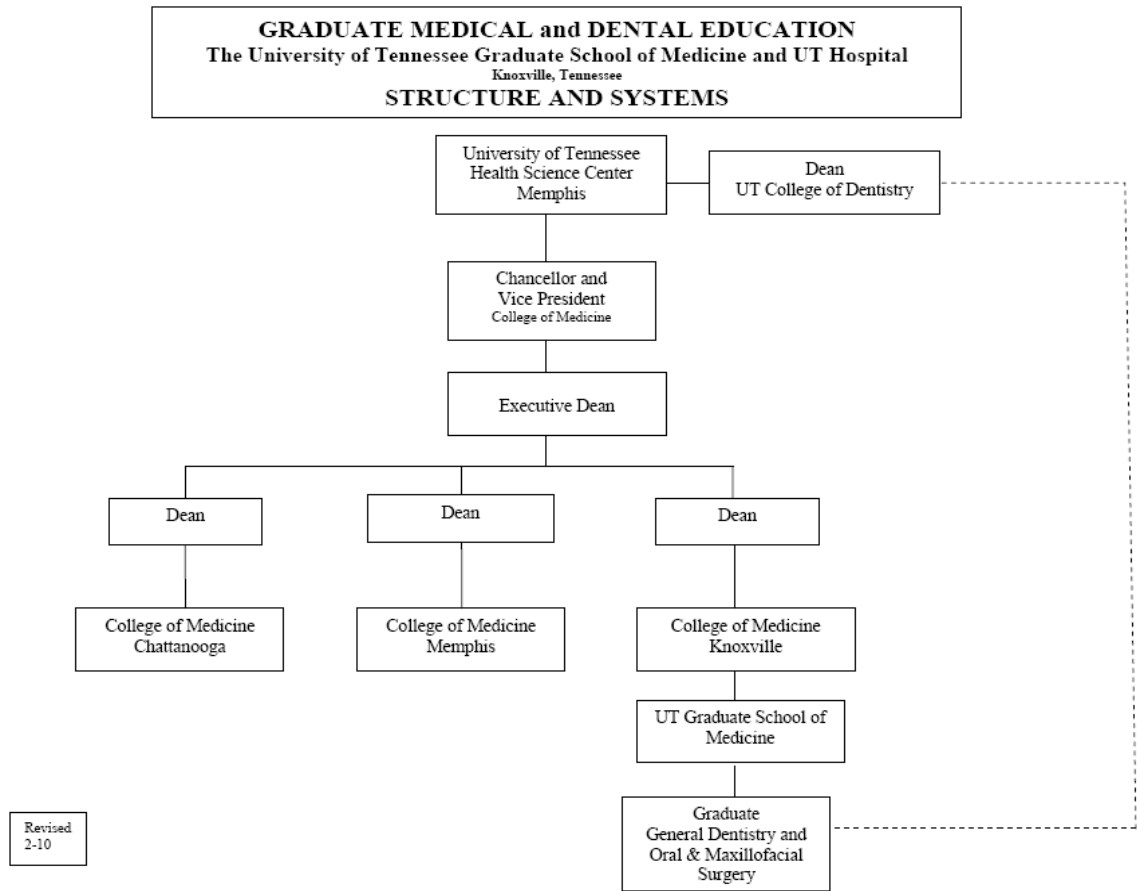 GRADUATE MEDICAL and DENTAL EDUCATION
The University of Tennessee Graduate School of Medicine and UT Hospital
Knoxville, Tennessee
STRUCTURE AND SYSTEMS
University of Tennessee
Health Science Center
Memphis
Dean
UT College of Dentistry
Chancellor and
Vice President
College of Medicine
Executive Dean
Dean
Dean
Dean
College of Medicine
Chattanooga
College of Medicine
Memphis
College of Medicine
Knoxville
UT Graduate School of
Medicine
Graduate
General Dentistry and
Oral & Maxillofacial
Surgery
Revised
2-10